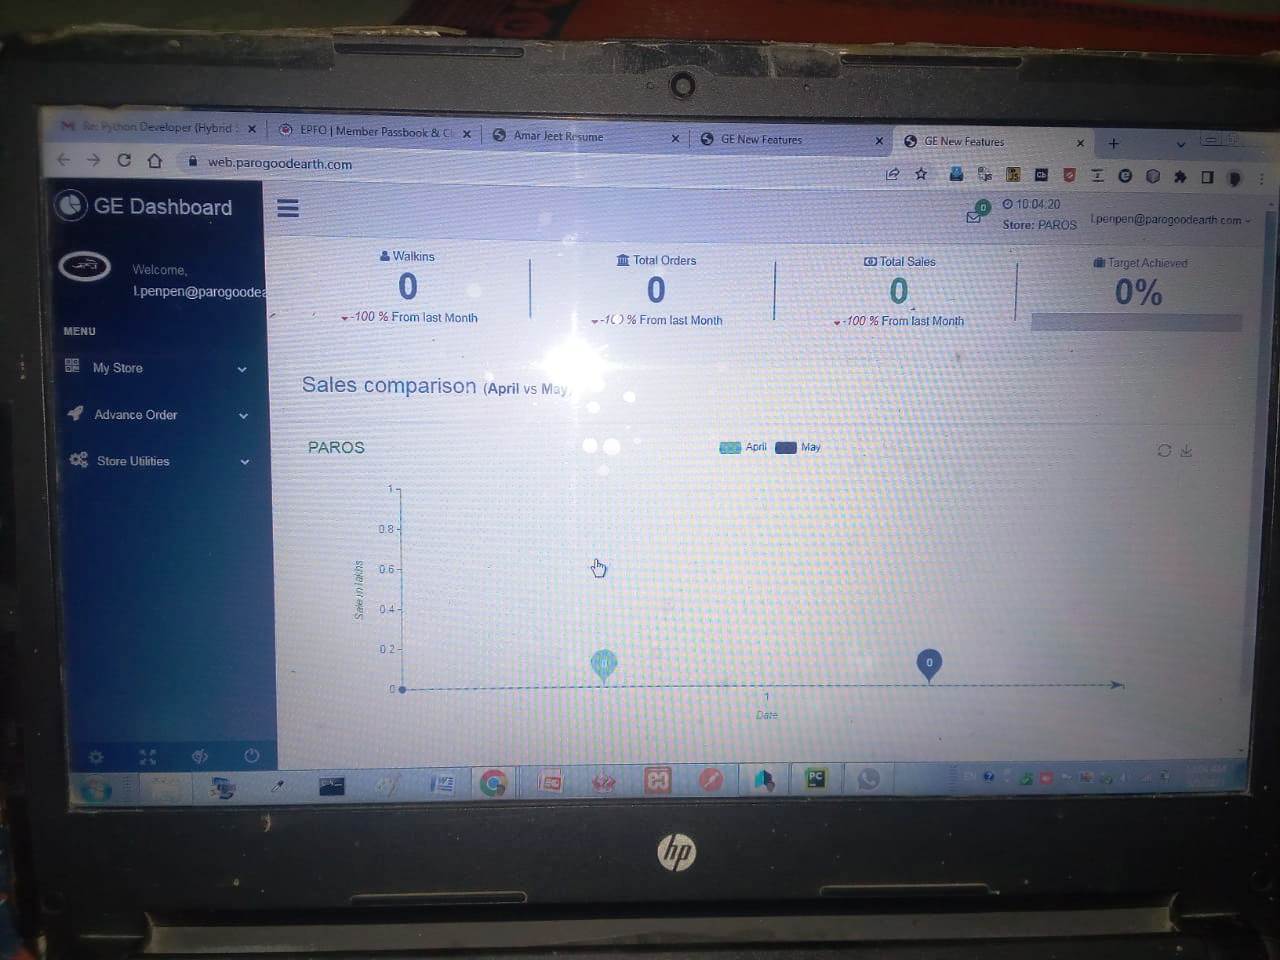 Re: Python Developer (Hybrid
EPFO | Member Passbook & Cl
Amar Jeet Resume
GE New Features
GE New Features
web.parogoodearth.com
GE Dashboard
0
10:04:20
Store: PAROS
l.penpen@parogoodearth.com
Welcome,
l.penpen@parogoodea
MENU
My Store
Advance Order
Store Utilities
Walkins
0
-100 % From last Month
Total Orders
0
% From last Month
Total Sales
0
-100 % From last Month
Target Achieved
0%
Sales comparison (April vs May
PAROS
April
May
1
0.8
0.6
0.4
0.2
0
Sale in lakhs
0
0
1
Date
PC
EN
hp